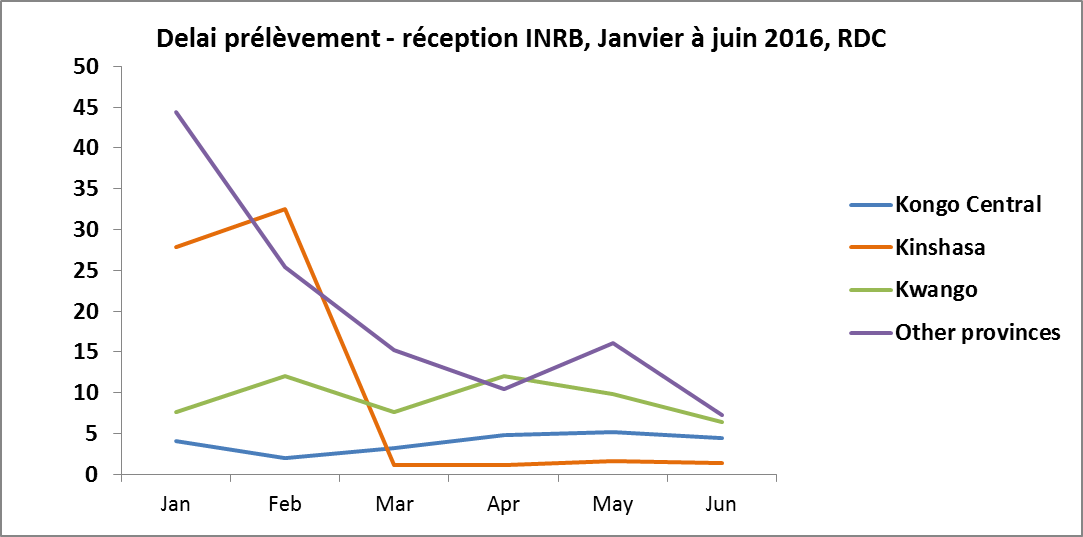 Delai prélèvement - réception INRB, Janvier à juin 2016, RDC
50
45
40
35
30
25
20
15
10
5
0
Jan Feb Mar Apr May Jun
Kongo Central
Kinshasa
Kwango
Other provinces